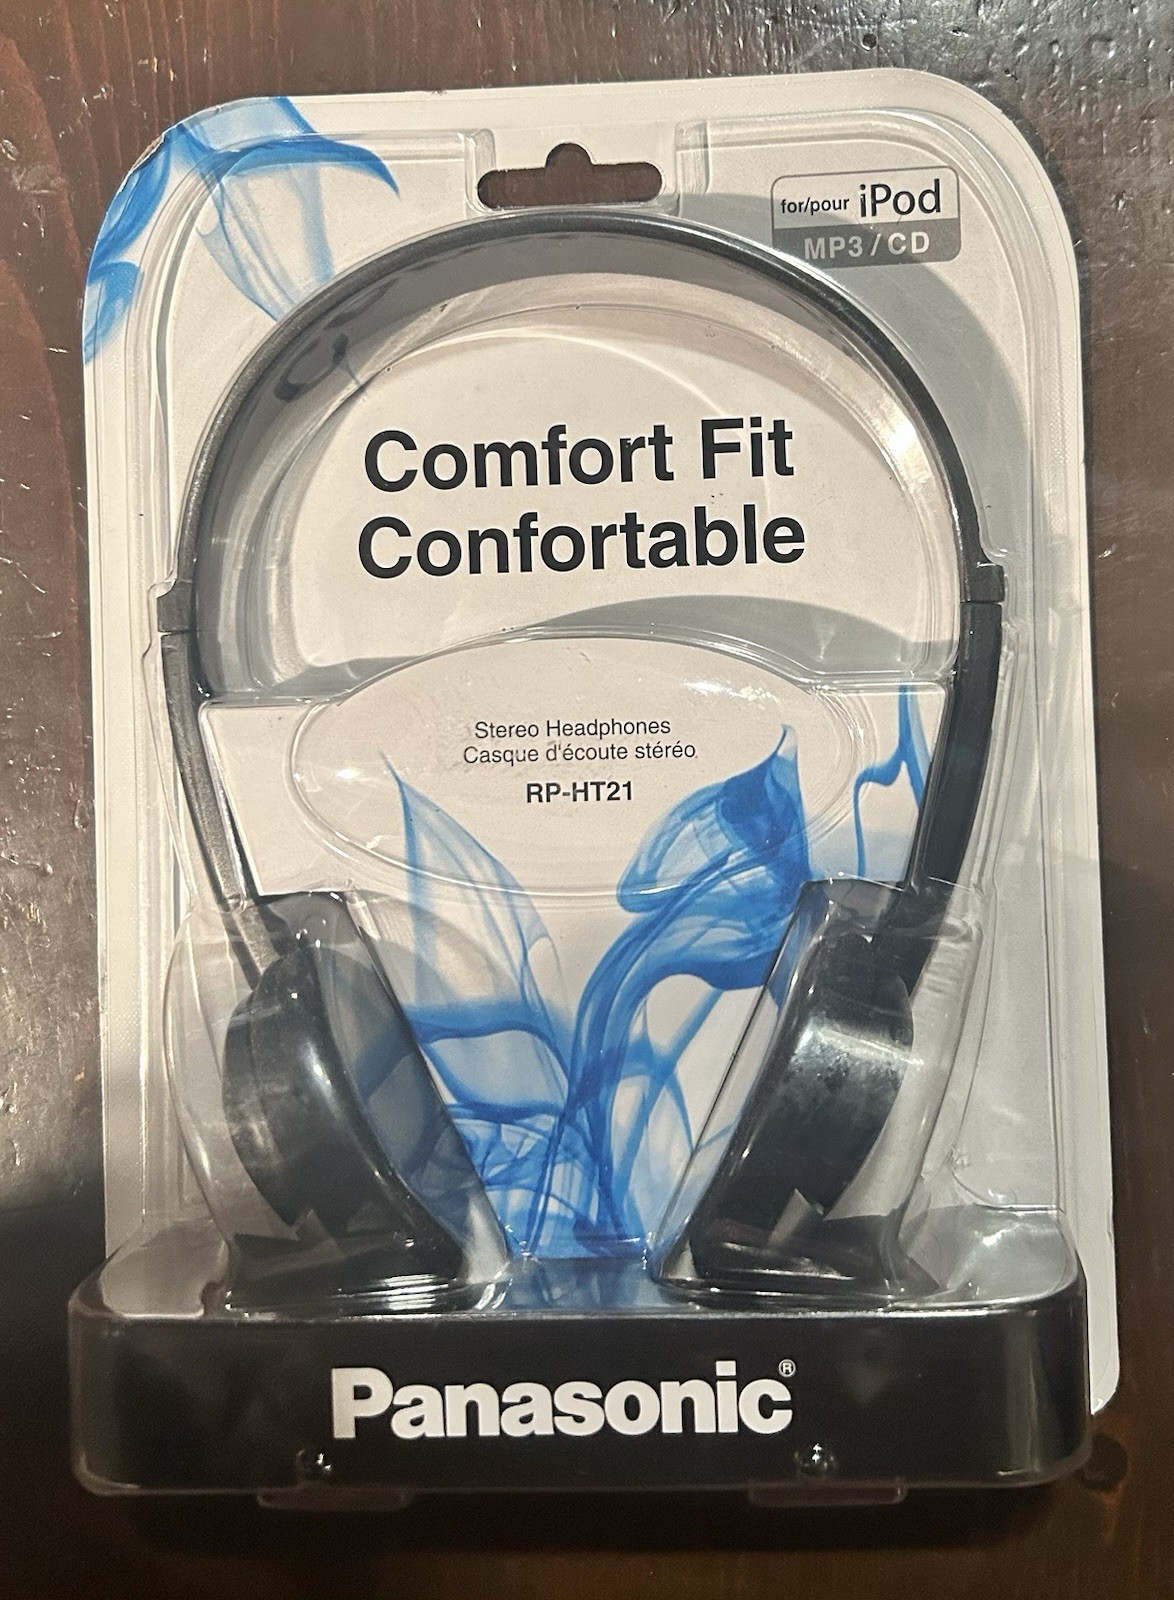 for/pour iPod
MP3 / CD
Comfort Fit
Confortable
Stereo Headphones
Casque d'écoute stéréo
RP-HT21
Panasonic®